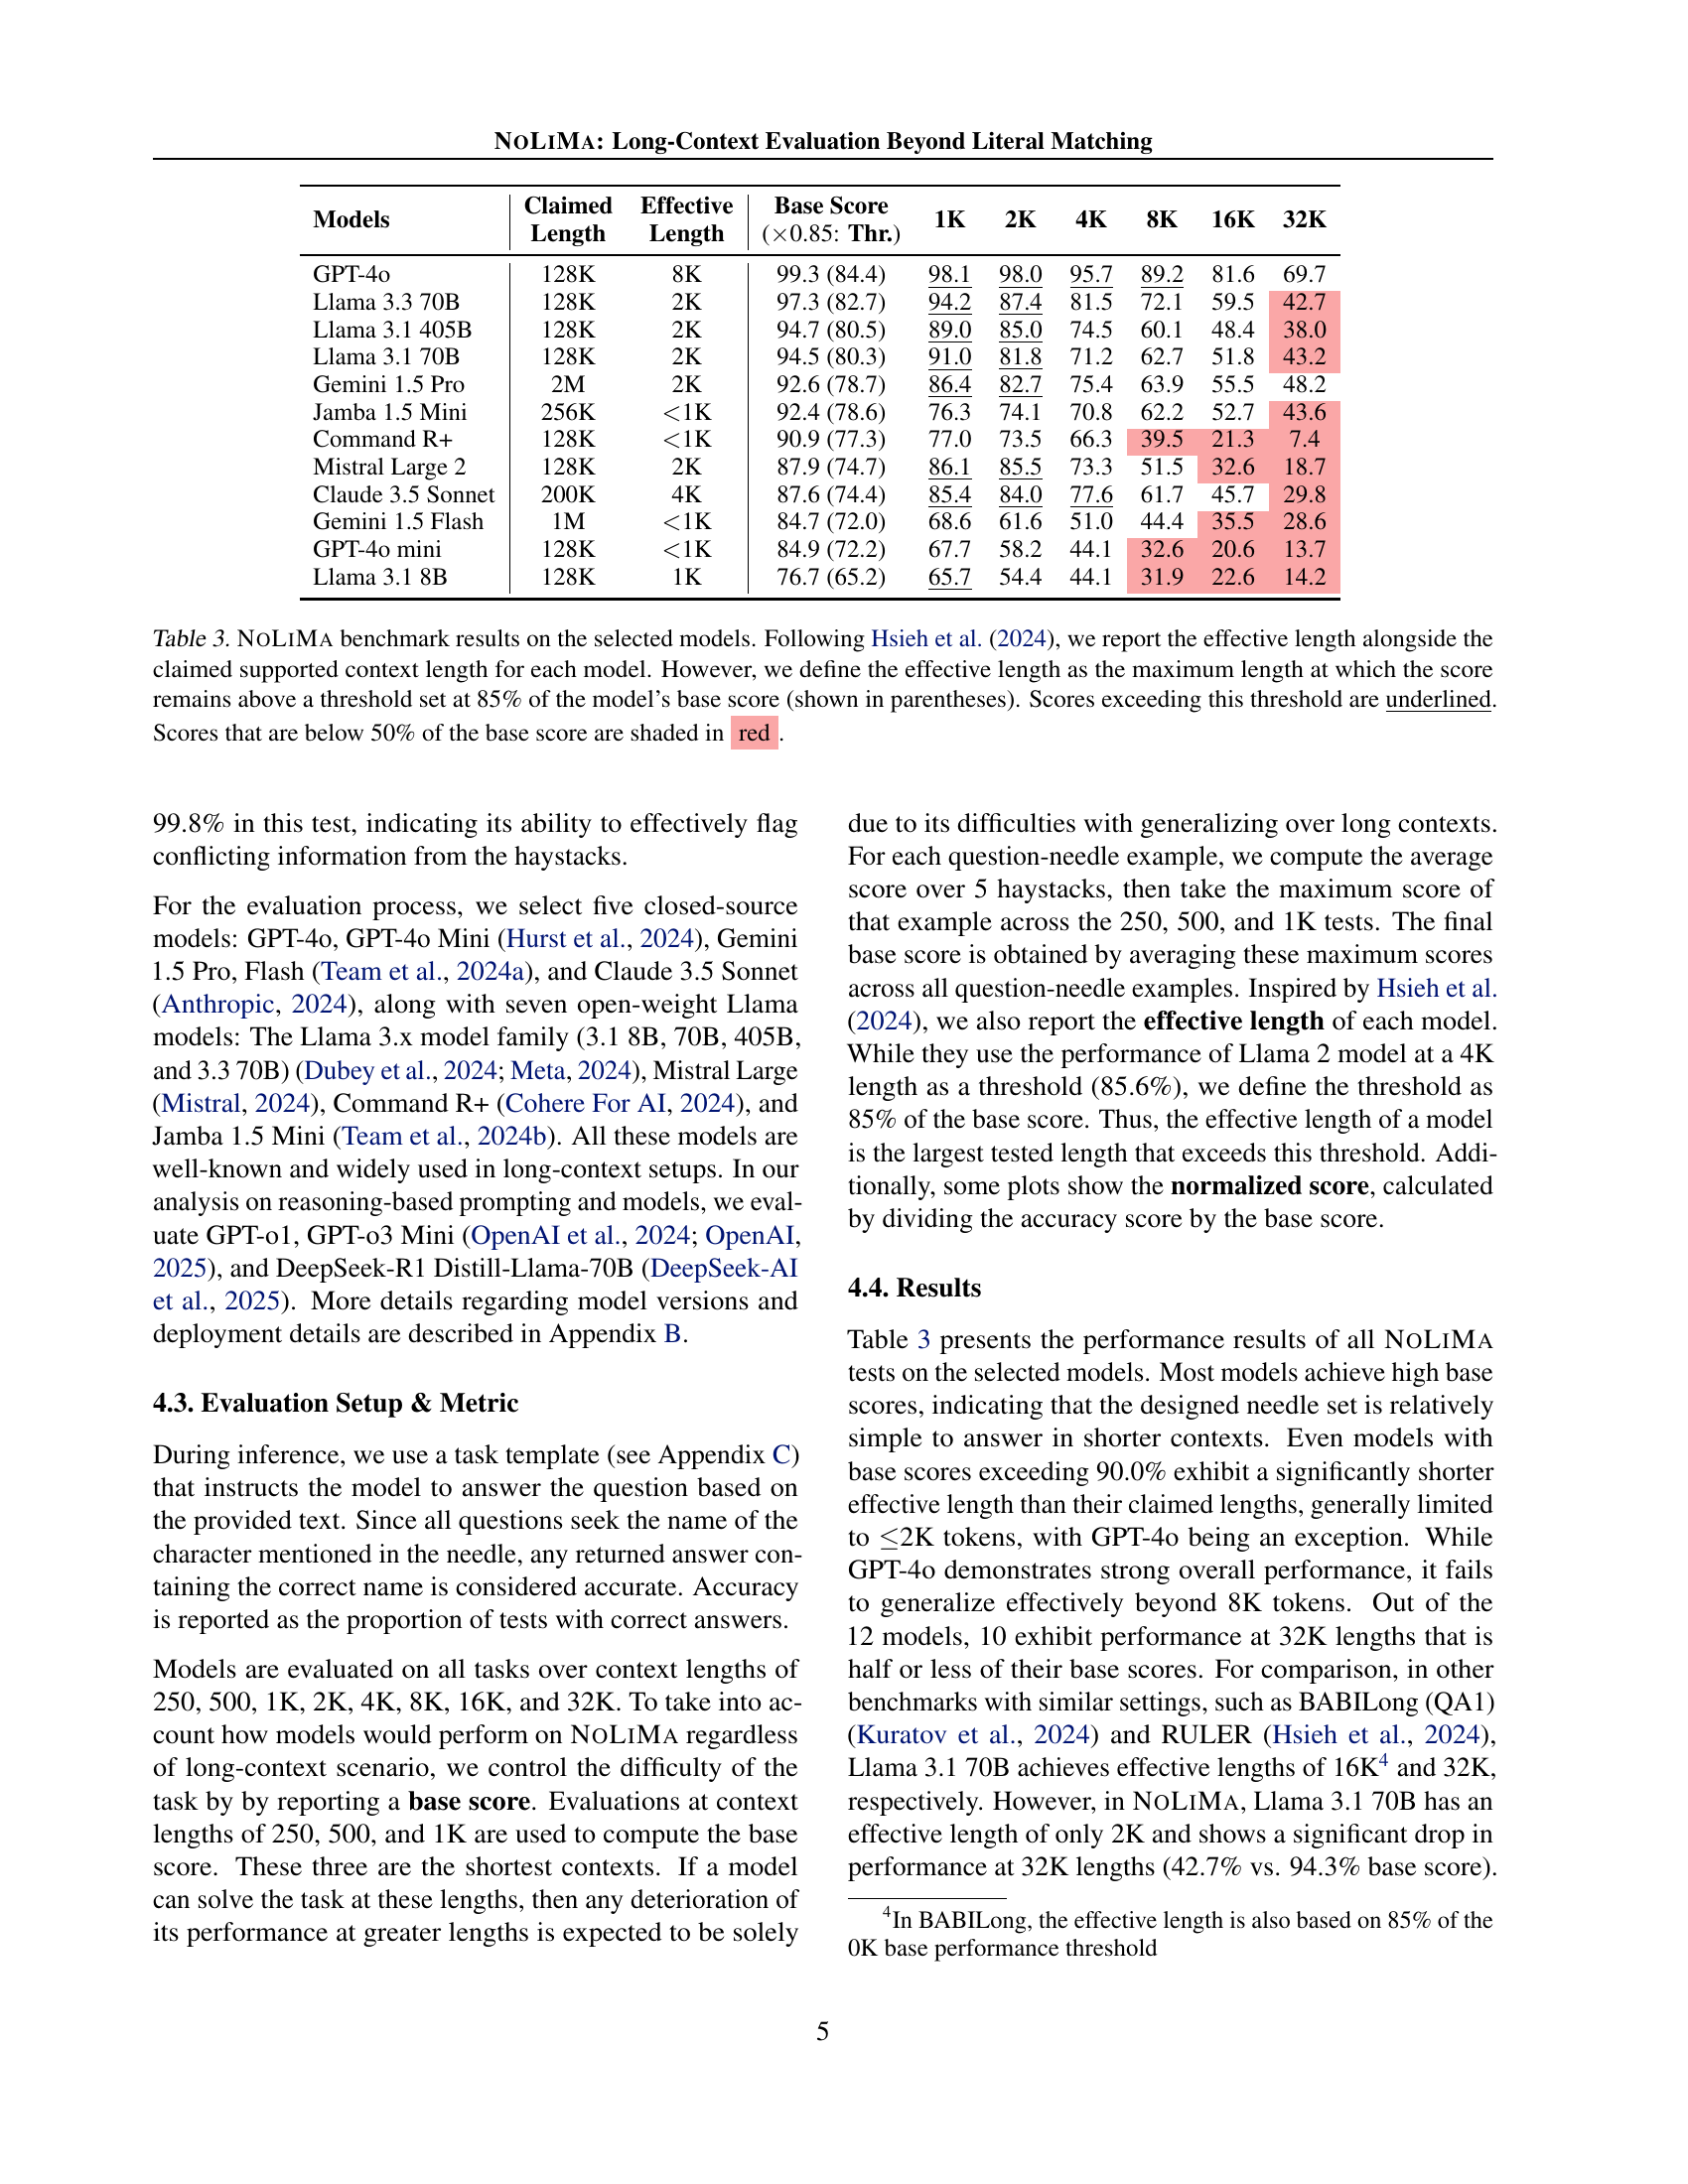 NOLIMA: Long-Context Evaluation Beyond Literal Matching
Models Claimed Length Effective Length Base Score (×0.85: Thr.) 1K 2K 4K 8K 16K 32K
GPT-4o 128K 8K 99.3 (84.4) 98.1 98.0 95.7 89.2 81.6 69.7
Llama 3.3 70B 128K 2K 97.3 (82.7) 94.2 87.4 81.5 72.1 59.5 42.7
Llama 3.1 405B 128K 2K 94.7 (80.5) 89.0 85.0 74.5 60.1 48.4 38.0
Llama 3.1 70B 128K 2K 94.5 (80.3) 91.0 81.8 71.2 62.7 51.8 43.2
Gemini 1.5 Pro 2M 2K 92.6 (78.7) 86.4 82.7 75.4 63.9 55.5 48.2
Jamba 1.5 Mini 256K <1K 92.4 (78.6) 76.3 74.1 70.8 62.2 52.7 43.6
Command R+ 128K <1K 90.9 (77.3) 77.0 73.5 66.3 39.5 21.3 7.4
Mistral Large 2 128K 2K 87.9 (74.7) 86.1 85.5 73.3 51.5 32.6 18.7
Claude 3.5 Sonnet 200K 4K 87.6 (74.4) 85.4 84.0 77.6 61.7 45.7 29.8
Gemini 1.5 Flash 1M <1K 84.7 (72.0) 68.6 61.6 51.0 44.4 35.5 28.6
GPT-4o mini 128K <1K 84.9 (72.2) 67.7 58.2 44.1 32.6 20.6 13.7
Llama 3.1 8B 128K 1K 76.7 (65.2) 65.7 54.4 44.1 31.9 22.6 14.2
Table 3. NOLIMA benchmark results on the selected models. Following Hsieh et al. (2024), we report the effective length alongside the
claimed supported context length for each model. However, we define the effective length as the maximum length at which the score
remains above a threshold set at 85% of the model's base score (shown in parentheses). Scores exceeding this threshold are underlined.
Scores that are below 50% of the base score are shaded in red .
99.8% in this test, indicating its ability to effectively flag
conflicting information from the haystacks.
For the evaluation process, we select five closed-source
models: GPT-4o, GPT-4o Mini (Hurst et al., 2024), Gemini
1.5 Pro, Flash (Team et al., 2024a), and Claude 3.5 Sonnet
(Anthropic, 2024), along with seven open-weight Llama
models: The Llama 3.x model family (3.1 8B, 70B, 405B,
and 3.3 70B) (Dubey et al., 2024; Meta, 2024), Mistral Large
(Mistral, 2024), Command R+ (Cohere For AI, 2024), and
Jamba 1.5 Mini (Team et al., 2024b). All these models are
well-known and widely used in long-context setups. In our
analysis on reasoning-based prompting and models, we eval-
uate GPT-o1, GPT-o3 Mini (OpenAI et al., 2024; OpenAI,
2025), and DeepSeek-R1 Distill-Llama-70B (DeepSeek-AI
et al., 2025). More details regarding model versions and
deployment details are described in Appendix B.
4.3. Evaluation Setup & Metric
During inference, we use a task template (see Appendix C)
that instructs the model to answer the question based on
the provided text. Since all questions seek the name of the
character mentioned in the needle, any returned answer con-
taining the correct name is considered accurate. Accuracy
is reported as the proportion of tests with correct answers.
Models are evaluated on all tasks over context lengths of
250, 500, 1K, 2K, 4K, 8K, 16K, and 32K. To take into ac-
count how models would perform on NOLIMA regardless
of long-context scenario, we control the difficulty of the
task by by reporting a base score. Evaluations at context
lengths of 250, 500, and 1K are used to compute the base
score. These three are the shortest contexts. If a model
can solve the task at these lengths, then any deterioration of
its performance at greater lengths is expected to be solely
due to its difficulties with generalizing over long contexts.
For each question-needle example, we compute the average
score over 5 haystacks, then take the maximum score of
that example across the 250, 500, and 1K tests. The final
base score is obtained by averaging these maximum scores
across all question-needle examples. Inspired by Hsieh et al.
(2024), we also report the effective length of each model.
While they use the performance of Llama 2 model at a 4K
length as a threshold (85.6%), we define the threshold as
85% of the base score. Thus, the effective length of a model
is the largest tested length that exceeds this threshold. Addi-
tionally, some plots show the normalized score, calculated
by dividing the accuracy score by the base score.
4.4. Results
Table 3 presents the performance results of all NOLIMA
tests on the selected models. Most models achieve high base
scores, indicating that the designed needle set is relatively
simple to answer in shorter contexts. Even models with
base scores exceeding 90.0% exhibit a significantly shorter
effective length than their claimed lengths, generally limited
to ≤2K tokens, with GPT-4o being an exception. While
GPT-4o demonstrates strong overall performance, it fails
to generalize effectively beyond 8K tokens. Out of the
12 models, 10 exhibit performance at 32K lengths that is
half or less of their base scores. For comparison, in other
benchmarks with similar settings, such as BABILong (QA1)
(Kuratov et al., 2024) and RULER (Hsieh et al., 2024),
Llama 3.1 70B achieves effective lengths of 16K4 and 32K,
respectively. However, in NOLIMA, Llama 3.1 70B has an
effective length of only 2K and shows a significant drop in
performance at 32K lengths (42.7% vs. 94.3% base score).
4In BABILong, the effective length is also based on 85% of the
0K base performance threshold
5